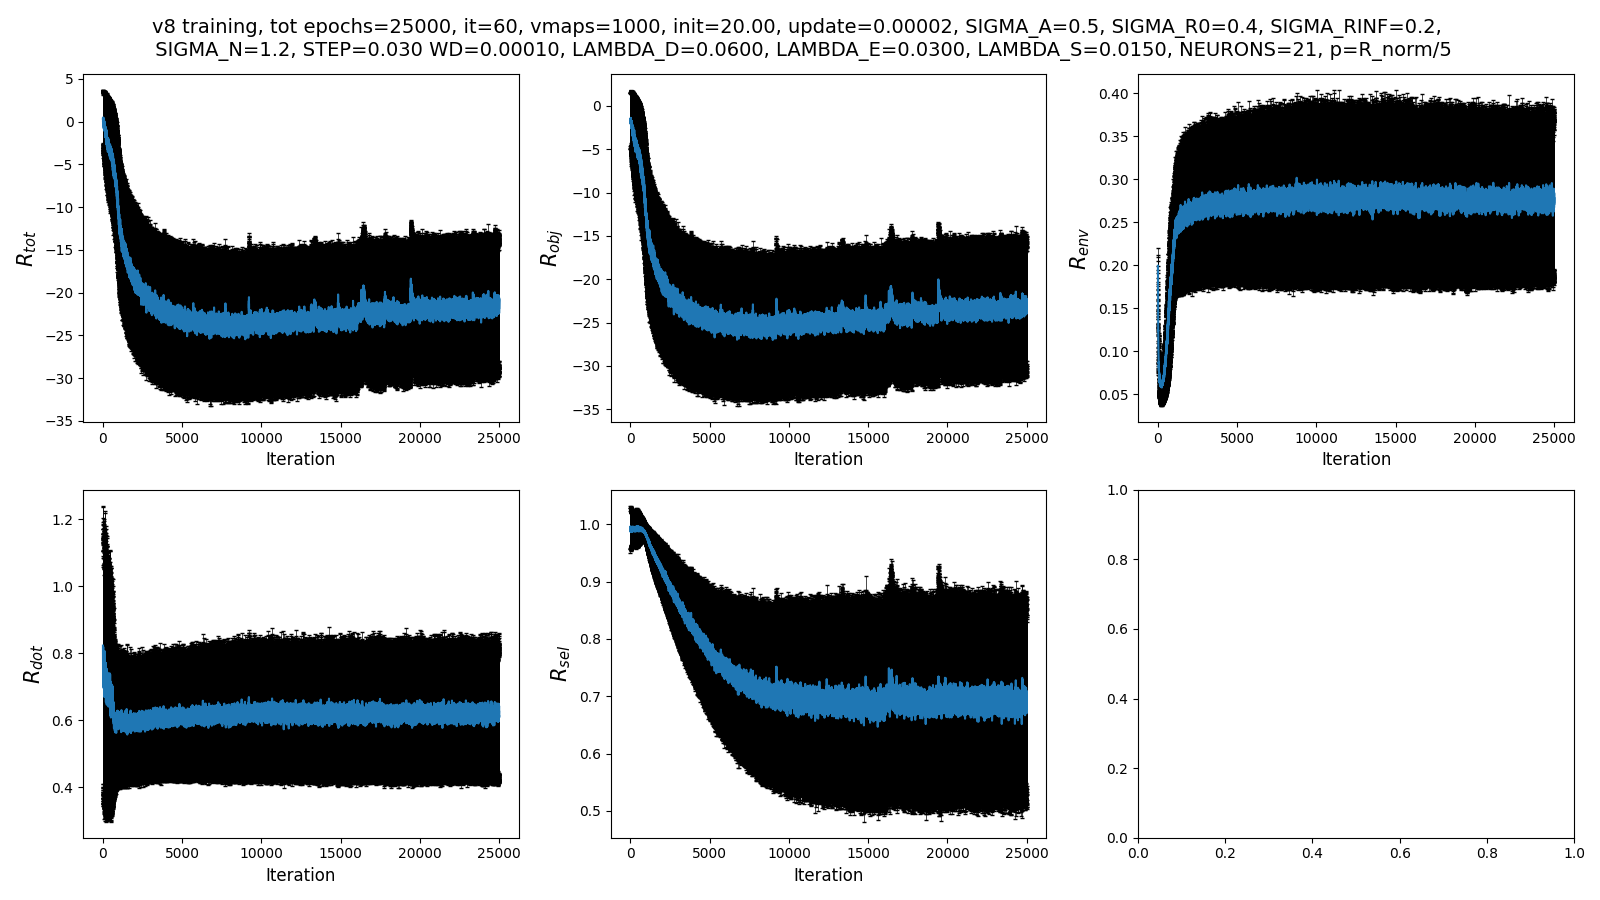 v8 training, tot epochs=25000, it=60, vmaps=1000, init=20.00, update=0.00002, SIGMA_A=0.5, SIGMA_R0=0.4, SIGMA_RINF=0.2,
SIGMA_N=1.2, STEP=0.030 WD=0.00010, LAMBDA_D=0.0600, LAMBDA_E=0.0300, LAMBDA_S=0.0150, NEURONS=21, p=R_norm/5
R_tot
5
0
−5
−10
−15
−20
−25
−30
−35
0 5000 10000 15000 20000 25000
Iteration
R_obj
0
−5
−10
−15
−20
−25
−30
−35
0 5000 10000 15000 20000 25000
Iteration
R_env
0.40
0.35
0.30
0.25
0.20
0.15
0.10
0.05
0 5000 10000 15000 20000 25000
Iteration
R_dot
1.2
1.0
0.8
0.6
0.4
0 5000 10000 15000 20000 25000
Iteration
R_sel
1.0
0.9
0.8
0.7
0.6
0.5
0 5000 10000 15000 20000 25000
Iteration
1.0
0.8
0.6
0.4
0.2
0.0
0.0 0.2 0.4 0.6 0.8 1.0